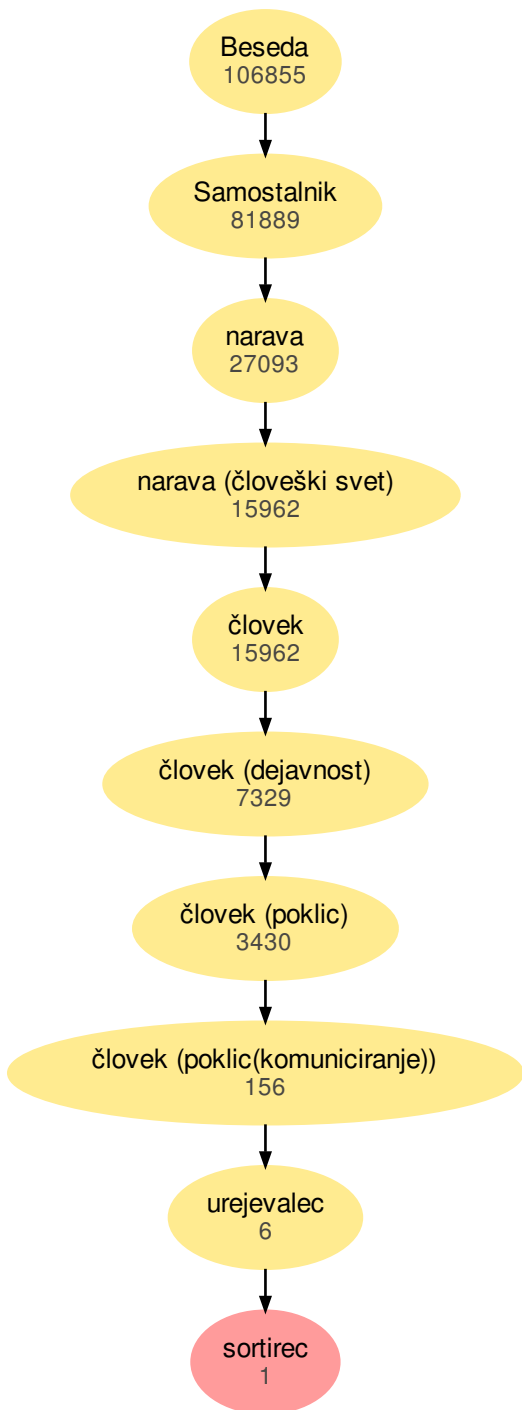 Beseda
106855
Samostalnik
81889
narava
27093
narava (človeški svet)
15962
človek
15962
človek (dejavnost)
7329
človek (poklic)
3430
človek (poklic(komuniciranje))
156
urejevalec
6
sortirec
1